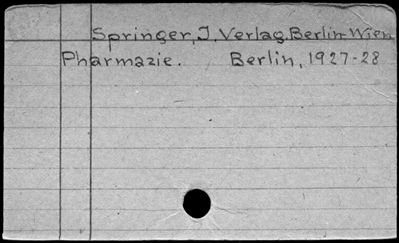 Springer, J. Verlag. Berlin-Wien.
Pharmazie. Berlin, 1927-28